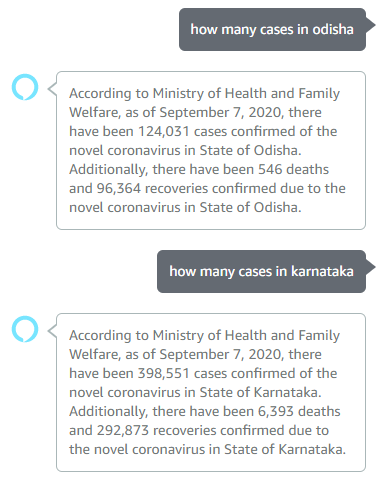 how many cases in odisha
According to Ministry of Health and Family
Welfare, as of September 7, 2020, there
have been 124,031 cases confirmed of the
novel coronavirus in State of Odisha.
Additionally, there have been 546 deaths
and 96,364 recoveries confirmed due to the
novel coronavirus in State of Odisha.
how many cases in karnataka
According to Ministry of Health and Family
Welfare, as of September 7, 2020, there
have been 398,551 cases confirmed of the
novel coronavirus in State of Karnataka.
Additionally, there have been 6,393 deaths
and 292,873 recoveries confirmed due to
the novel coronavirus in State of Karnataka.